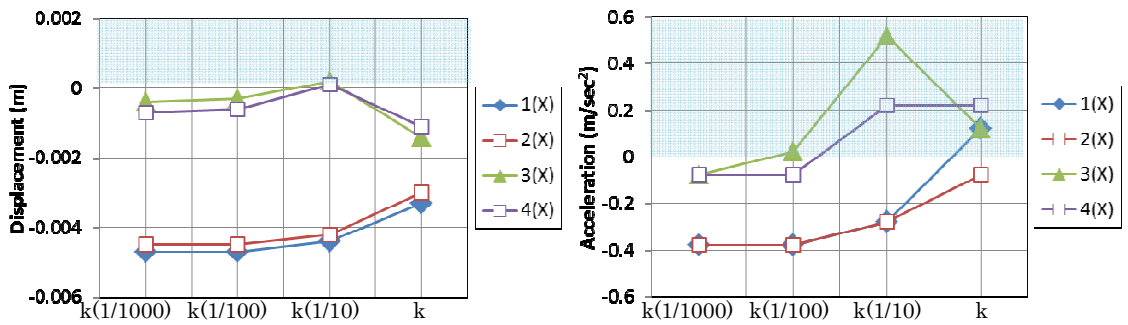 Displacement (m)
0.002
0
-0.002
-0.004
-0.006
k(1/1000)
k(1/100)
k(1/10)
k
1(X)
2(X)
3(X)
4(X)
Acceleration (m/sec²)
0.6
0.4
0.2
0
-0.2
-0.4
-0.6
k(1/1000)
k(1/100)
k(1/10)
k
1(X)
2(X)
3(X)
4(X)